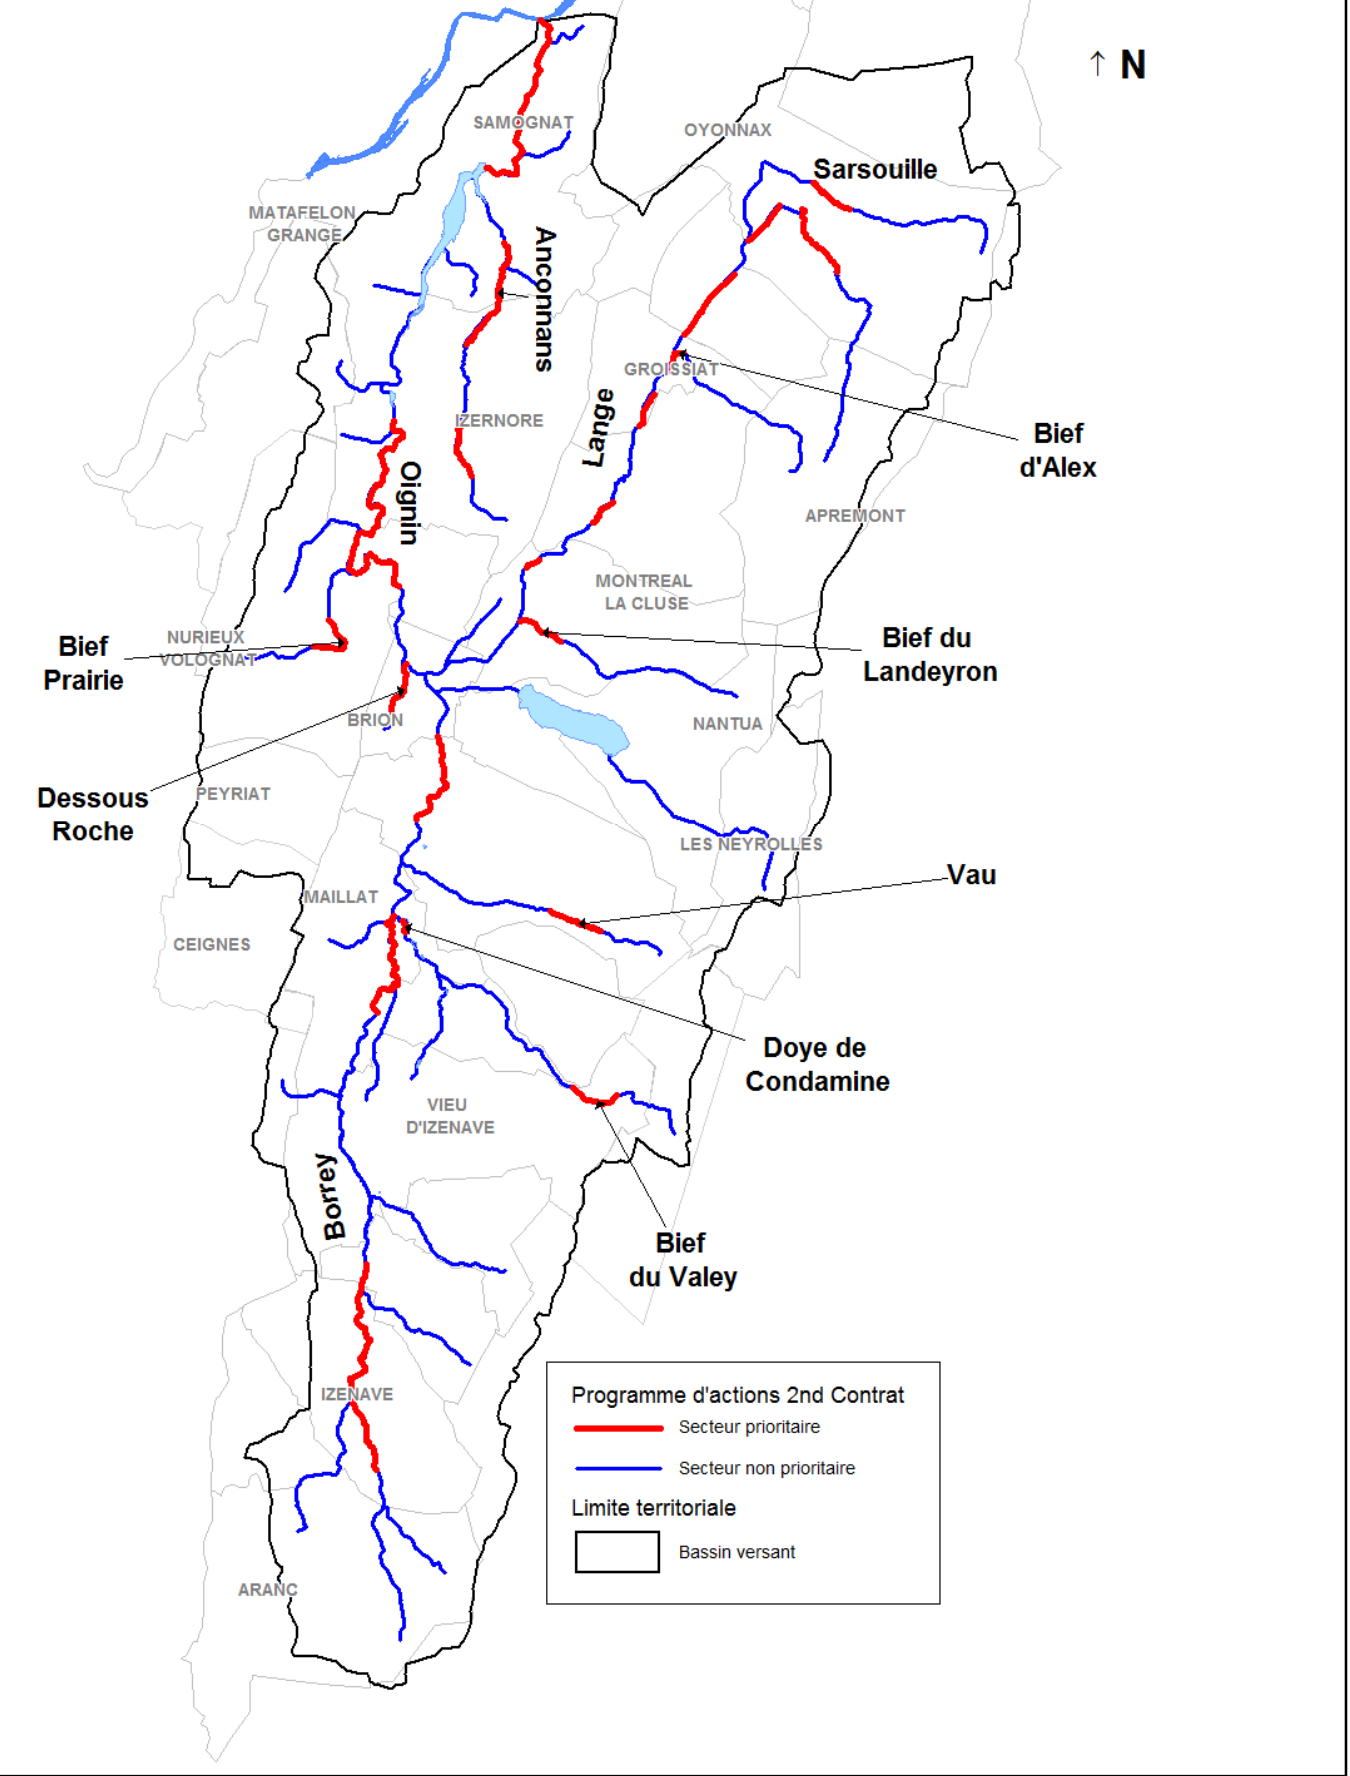 ↑ N
SAMOGNAT
OYONNAX
Sarsouille
MATAFELON
GRANGE
Anconnans
GROISSIAT
Lange
IZERNORE
Bief
d'Alex
Oignin
APREMONT
MONTREAL
LA CLUSE
NURIEUX
VOLOGNAT
Bief
Prairie
Bief du
Landeyron
BRION
NANTUA
PEYRIAT
Dessous
Roche
LES NEYROLLES
Vau
MAILLAT
CEIGNES
Doye de
Condamine
VIEU
D'IZENAVE
Borrey
Bief
du Valey
IZENAVE
Programme d'actions 2nd Contrat
Secteur prioritaire
Secteur non prioritaire
Limite territoriale
Bassin versant
ARANC